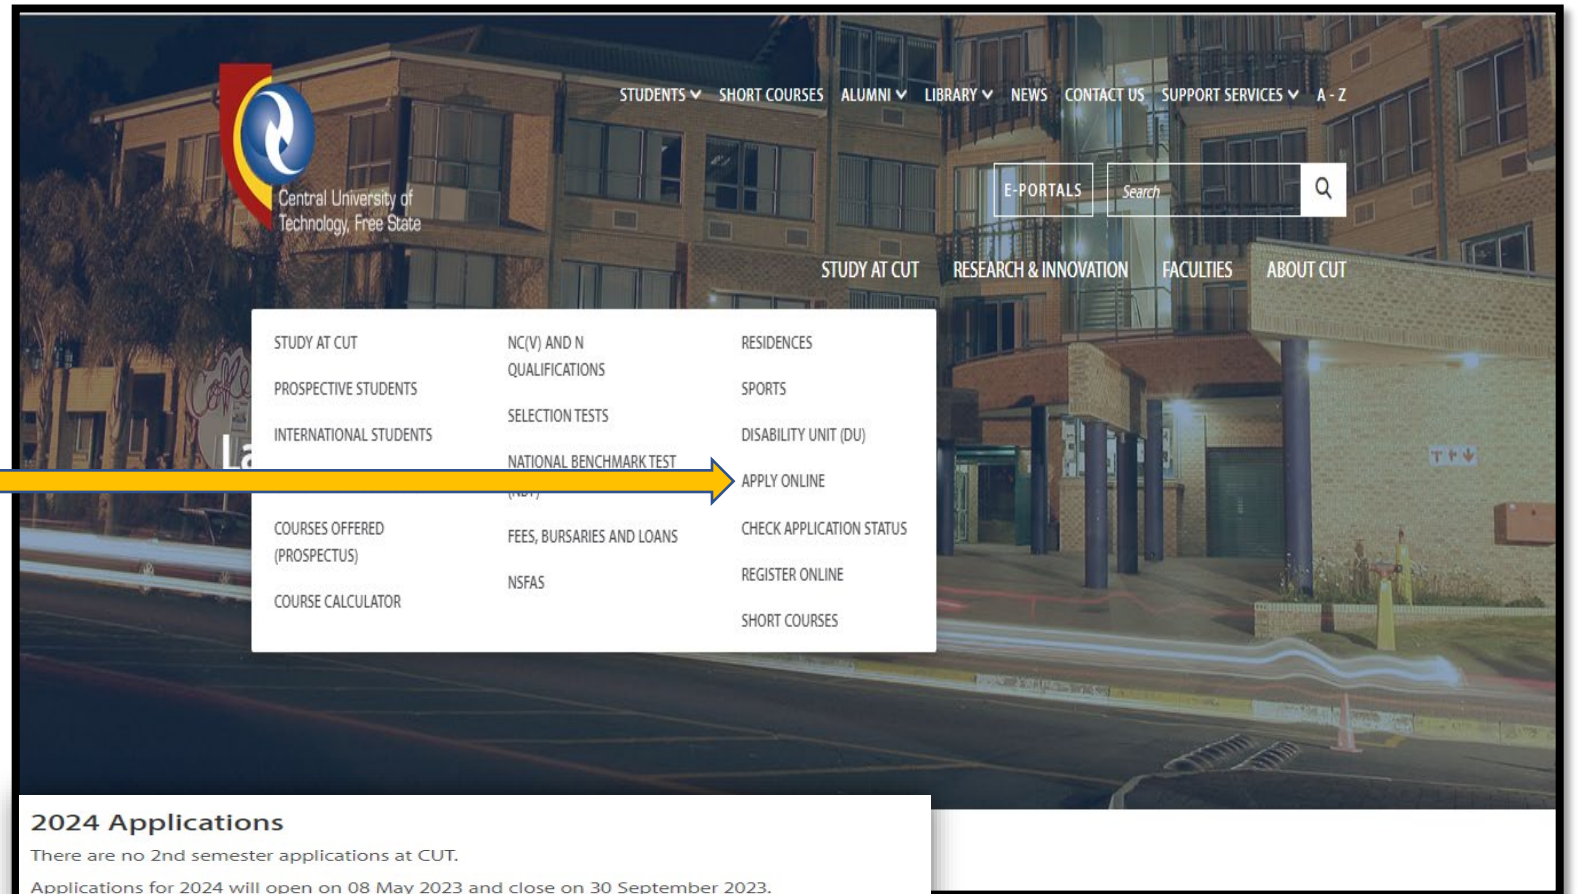 STUDENTS SHORT COURSES ALUMNI LIBRARY NEWS CONTACT US SUPPORT SERVICES A - Z
E-PORTALS Search
Central University of
Technology, Free State
STUDY AT CUT RESEARCH & INNOVATION FACULTIES ABOUT CUT
STUDY AT CUT
PROSPECTIVE STUDENTS
INTERNATIONAL STUDENTS
COURSES OFFERED
(PROSPECTUS)
COURSE CALCULATOR
NC(V) AND N
QUALIFICATIONS
SELECTION TESTS
NATIONAL BENCHMARK TEST
FEES, BURSARIES AND LOANS
NSFAS
RESIDENCES
SPORTS
DISABILITY UNIT (DU)
APPLY ONLINE
CHECK APPLICATION STATUS
REGISTER ONLINE
SHORT COURSES
2024 Applications
There are no 2nd semester applications at CUT.
Applications for 2024 will open on 08 May 2023 and close on 30 September 2023.